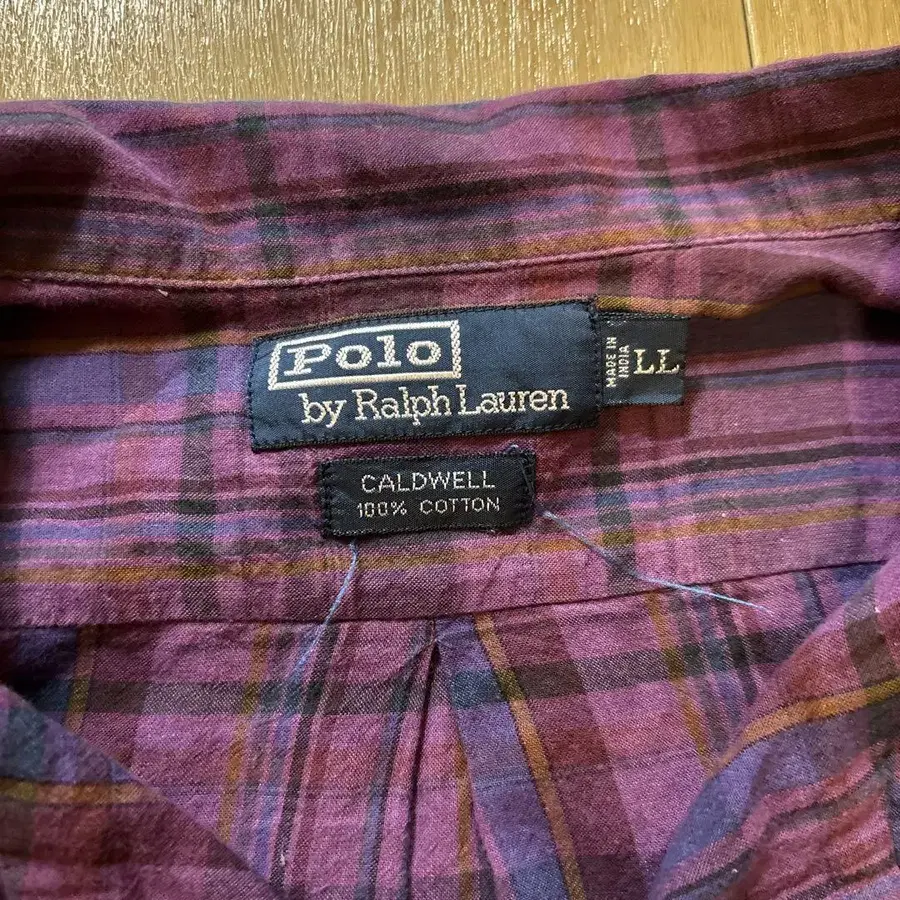 Polo
by Ralph Lauren
MADE IN
INDIA
LL
CALDWELL
100% COTTON